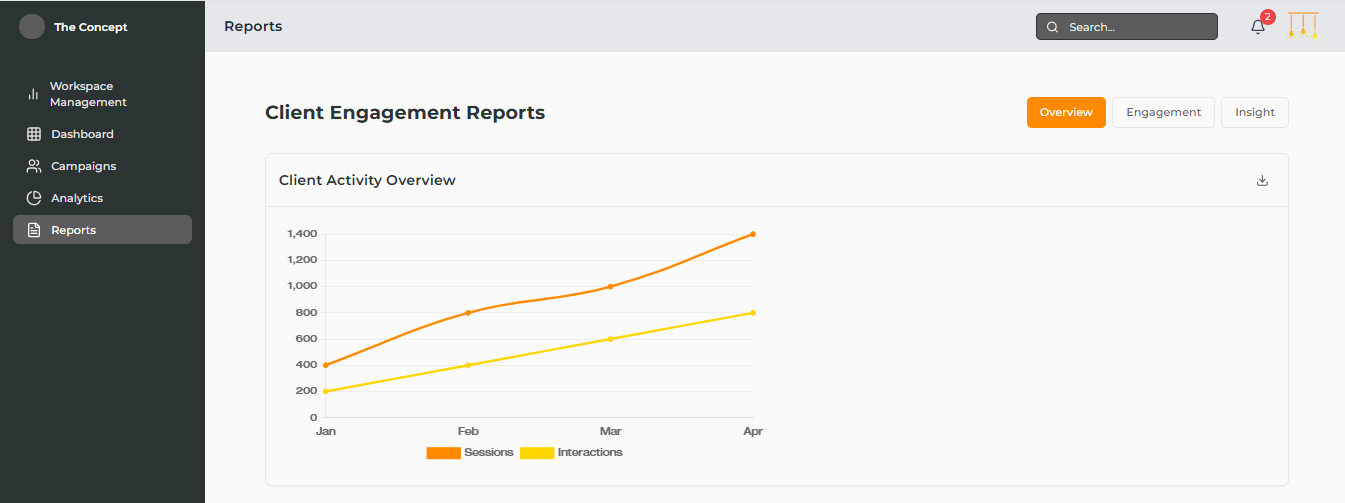 The Concept
Reports
Search...
2
Workspace
Management
Dashboard
Campaigns
Analytics
Reports
Client Engagement Reports
Overview
Engagement
Insight
Client Activity Overview
1,400
1,200
1,000
800
600
400
200
0
Jan Feb Mar Apr
Sessions Interactions